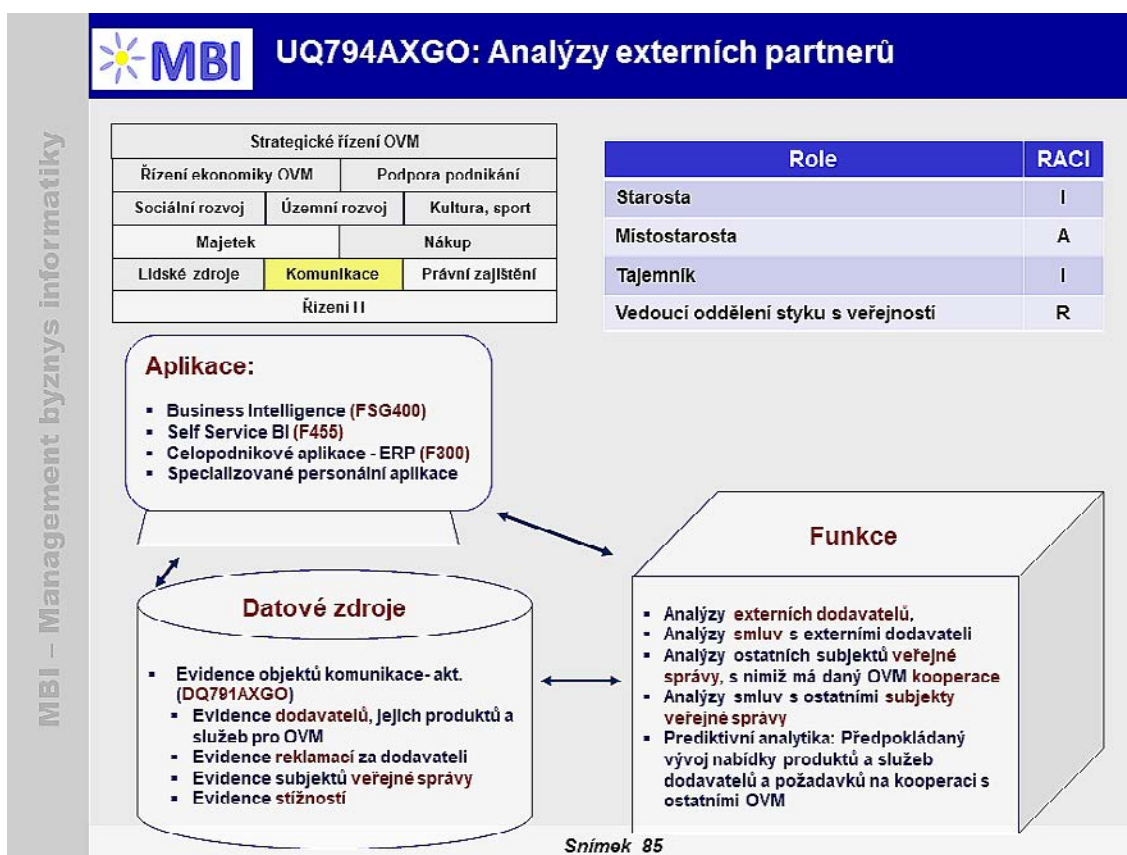 MBI – Management byznys informatiky
MBI
UQ794AXGO: Analýzy externích partnerů
Strategické řízení OVM
Řízení ekonomiky OVM
Podpora podnikání
Sociální rozvoj
Územní rozvoj
Kultura, sport
Majetek
Nákup
Lidské zdroje
Komunikace
Právní zajištění
Řízení IT
Role RACI
Starosta I
Místostarosta A
Tajemník I
Vedoucí oddělení styku s veřejností R
Aplikace:
▪ Business Intelligence (FSG400)
▪ Self Service BI (F455)
▪ Celopodnikové aplikace - ERP (F300)
▪ Specializované personální aplikace
Datové zdroje
▪ Evidence objektů komunikace- akt.
(DQ791AXGO)
▪ Evidence dodavatelů, jejich produktů a
služeb pro OVM
▪ Evidence reklamací za dodavateli
▪ Evidence subjektů veřejné správy
▪ Evidence stížností
Funkce
▪ Analýzy externích dodavatelů,
▪ Analýzy smluv s externími dodavateli
▪ Analýzy ostatních subjektů veřejné
správy, s nimiž má daný OVM kooperace
▪ Analýzy smluv s ostatními subjekty
veřejné správy
▪ Prediktivní analytika: Předpokládaný
vývoj nabídky produktů a služeb
dodavatelů a požadavků na kooperaci s
ostatními OVM
Snímek 85